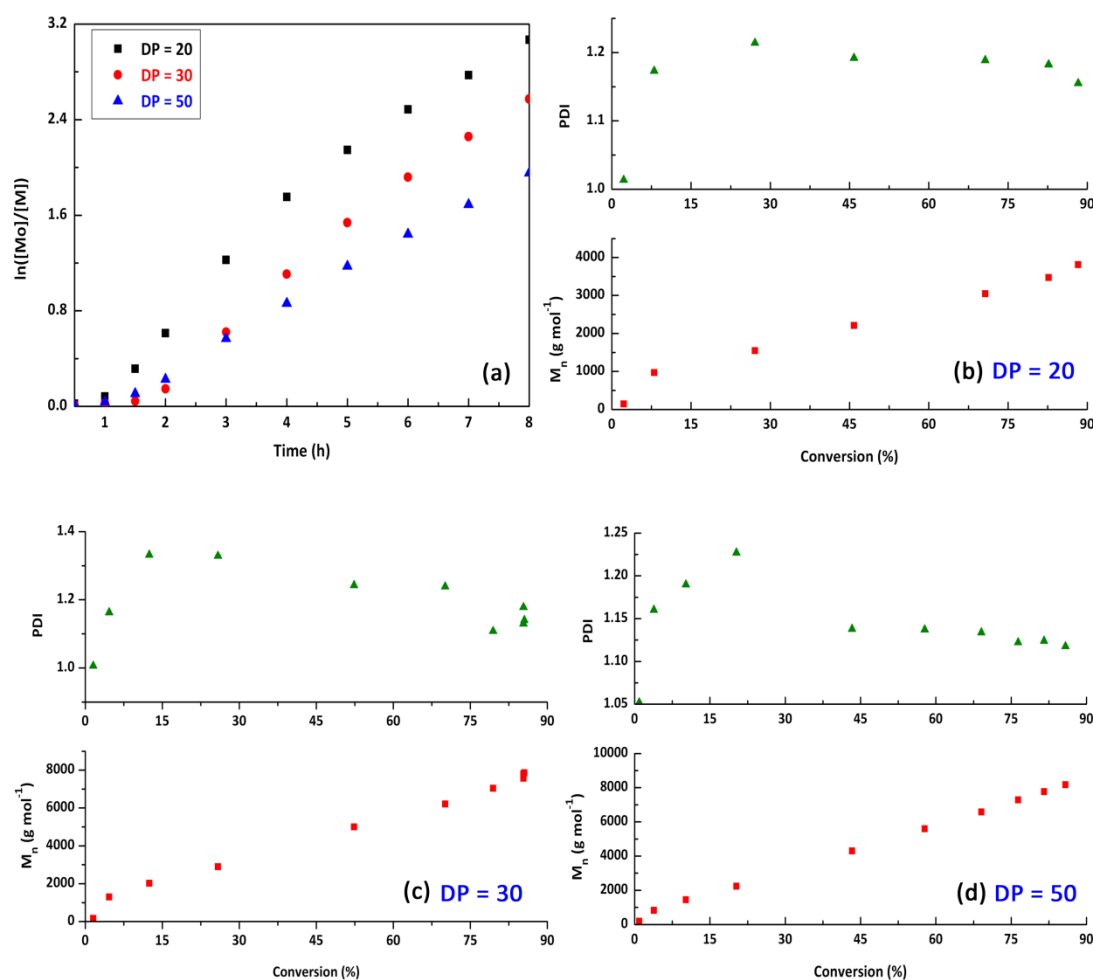 3.2
2.4
1.6
0.8
0.0
ln([Mo]/[M])
DP = 20
DP = 30
DP = 50
1 2 3 4 5 6 7 8
Time (h)
(a)
1.2
1.1
1.0
PDI
0 15 30 45 60 75 90
4000
3000
2000
1000
0
Mn (g mol-1)
(b) DP = 20
0 15 30 45 60 75 90
Conversion (%)
1.4
1.2
1.0
PDI
0 15 30 45 60 75 90
8000
6000
4000
2000
0
Mn (g mol-1)
(c) DP = 30
0 15 30 45 60 75 90
Conversion (%)
1.25
1.20
1.15
1.10
1.05
PDI
0 15 30 45 60 75 90
10000
8000
6000
4000
2000
0
Mn (g mol-1)
(d) DP = 50
0 15 30 45 60 75 90
Conversion (%)